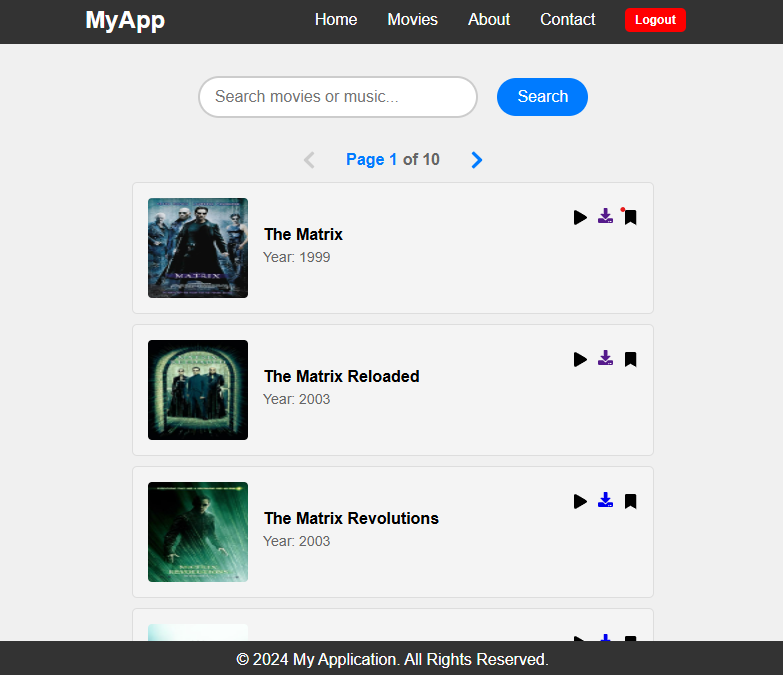 MyApp Home Movies About Contact Logout
Search movies or music... Search
Page 1 of 10
MATRIX
The Matrix
Year: 1999
The Matrix Reloaded
Year: 2003
The Matrix Revolutions
Year: 2003
© 2024 My Application. All Rights Reserved.